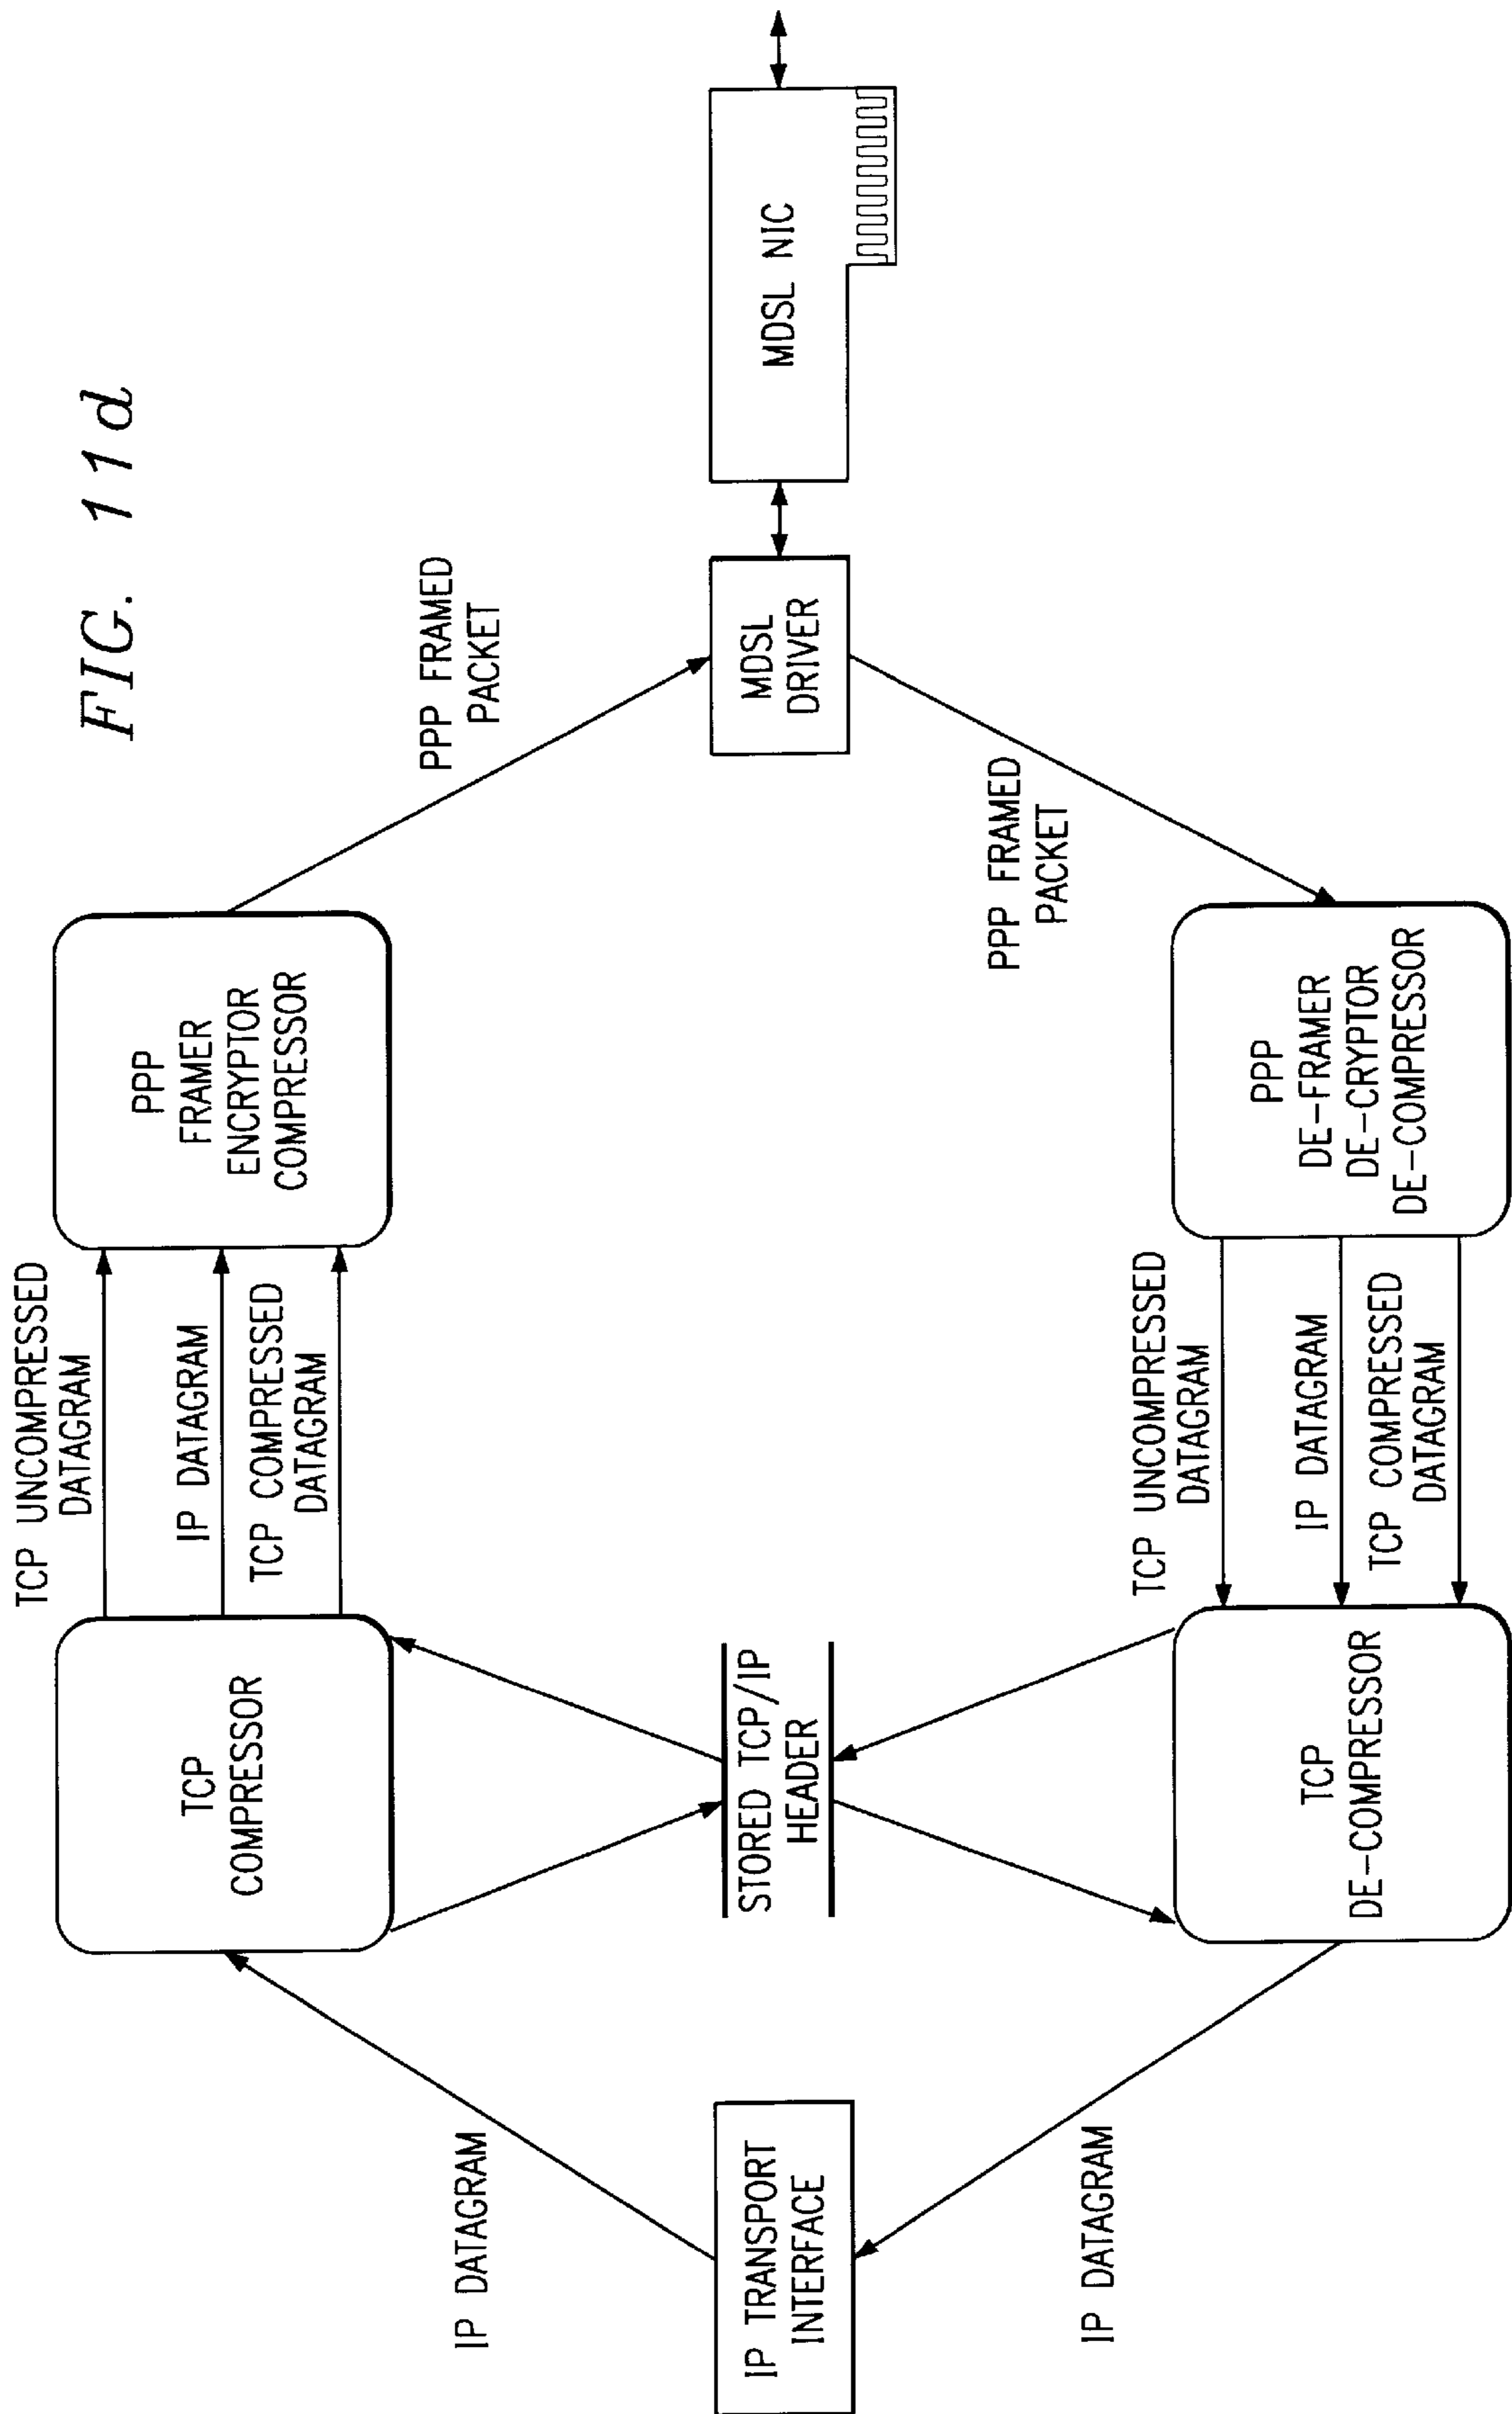 FIG. 11d
IP TRANSPORT
INTERFACE
IP DATAGRAM
IP DATAGRAM
TCP
COMPRESSOR
STORED TCP/IP
HEADER
TCP
DE-COMPRESSOR
TCP UNCOMPRESSED
DATAGRAM
IP DATAGRAM
TCP COMPRESSED
DATAGRAM
TCP UNCOMPRESSED
DATAGRAM
IP DATAGRAM
TCP COMPRESSED
DATAGRAM
PPP
FRAMER
ENCRYPTOR
COMPRESSOR
PPP
DE-FRAMER
DE-CRYPTOR
DE-COMPRESSOR
PPP FRAMED
PACKET
PPP FRAMED
PACKET
MDSL
DRIVER
MDSL NIC